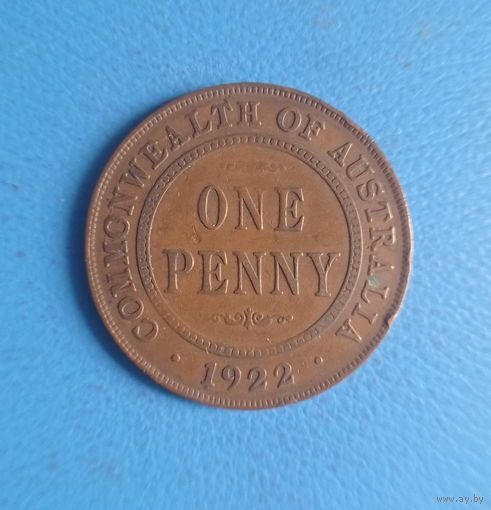 COMMONWEALTH OF AUSTRALIA
ONE
PENNY
· 1922 ·
www.ay.by